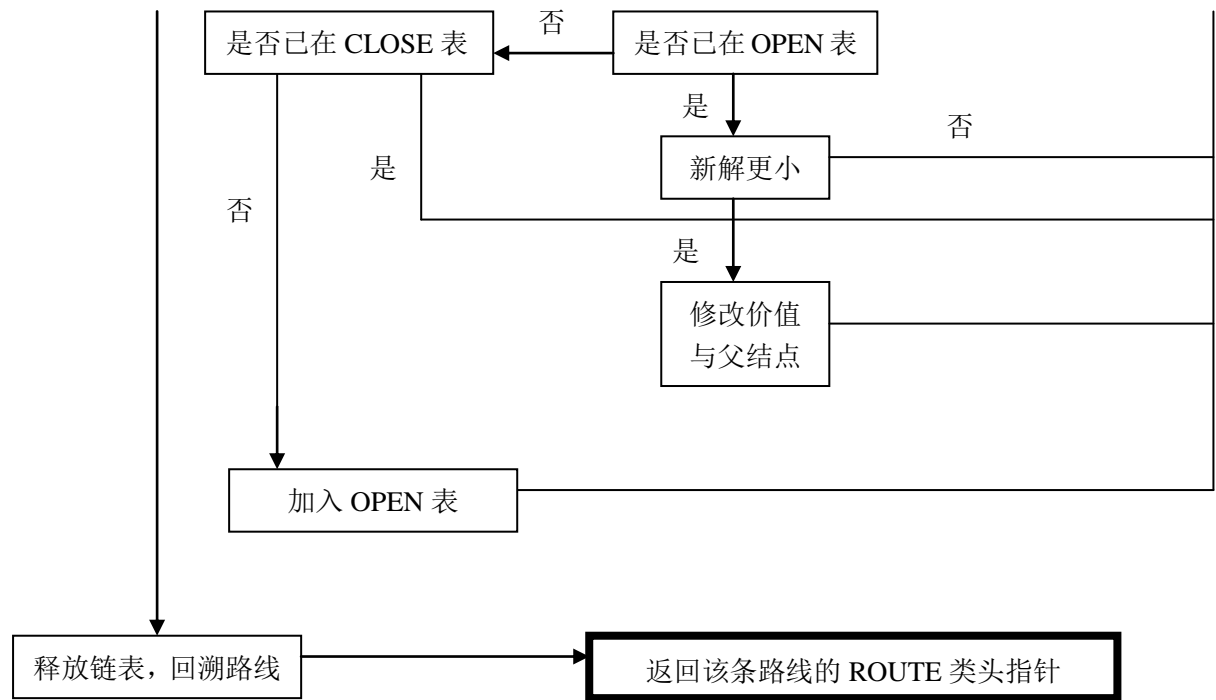 否
是否已在 CLOSE 表
是否已在 OPEN 表
是
否
新解更小
是
否
是
修改价值
与父结点
加入 OPEN 表
释放链表，回溯路线
返回该条路线的 ROUTE 类头指针